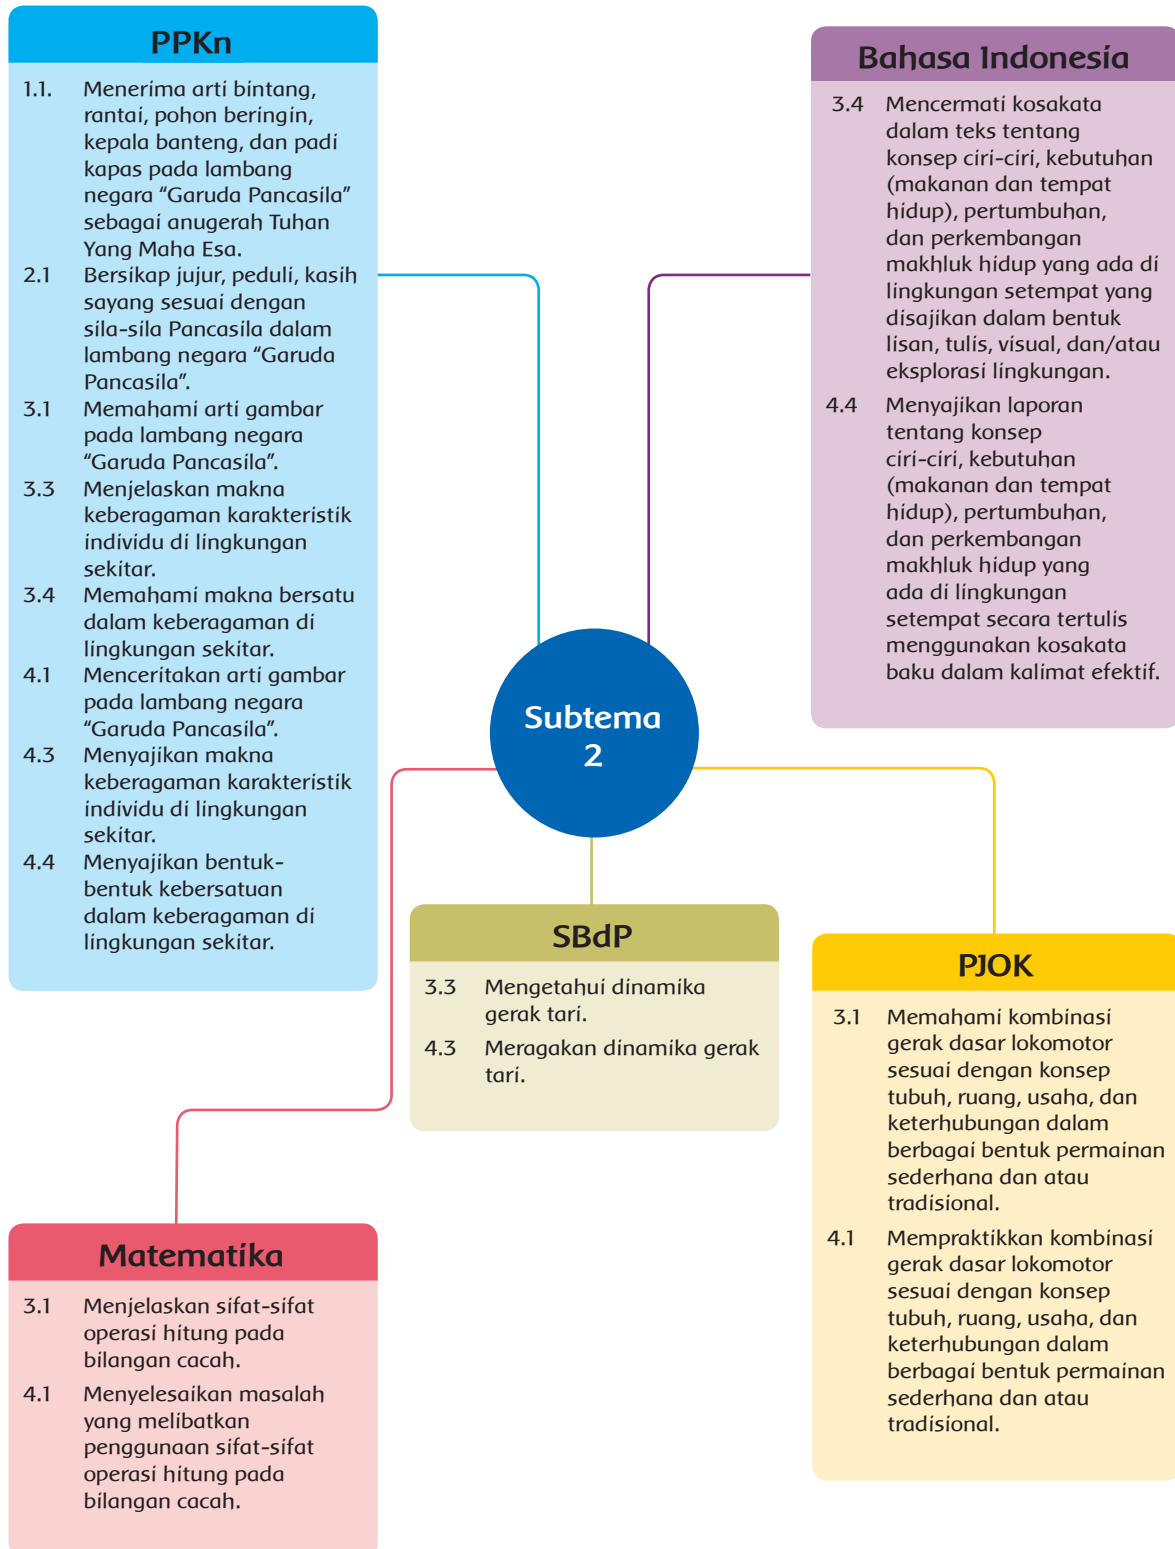 PPKn
1.1. Menerima arti bintang,
rantai, pohon beringin,
kepala banteng, dan padi
kapas pada lambang
negara “Garuda Pancasila”
sebagai anugerah Tuhan
Yang Maha Esa.
2.1 Bersikap jujur, peduli, kasih
sayang sesuai dengan
sila-sila Pancasila dalam
lambang negara “Garuda
Pancasila”.
3.1 Memahami arti gambar
pada lambang negara
“Garuda Pancasila”.
3.3 Menjelaskan makna
keberagaman karakteristik
individu di lingkungan
sekitar.
3.4 Memahami makna bersatu
dalam keberagaman di
lingkungan sekitar.
4.1 Menceritakan arti gambar
pada lambang negara
“Garuda Pancasila”.
4.3 Menyajikan makna
keberagaman karakteristik
individu di lingkungan
sekitar.
4.4 Menyajikan bentuk-
bentuk kebersatuan
dalam keberagaman di
lingkungan sekitar.
Bahasa Indonesia
3.4 Mencermati kosakata
dalam teks tentang
konsep ciri-ciri, kebutuhan
(makanan dan tempat
hidup), pertumbuhan,
dan perkembangan
makhluk hidup yang ada di
lingkungan setempat yang
disajikan dalam bentuk
lisan, tulis, visual, dan/atau
eksplorasi lingkungan.
4.4 Menyajikan laporan
tentang konsep
ciri-ciri, kebutuhan
(makanan dan tempat
hidup), pertumbuhan,
dan perkembangan
makhluk hidup yang
ada di lingkungan
setempat secara tertulis
menggunakan kosakata
baku dalam kalimat efektif.
Subtema
2
SBdP
3.3 Mengetahui dinamika
gerak tari.
4.3 Meragakan dinamika gerak
tari.
PJOK
3.1 Memahami kombinasi
gerak dasar lokomotor
sesuai dengan konsep
tubuh, ruang, usaha, dan
keterhubungan dalam
berbagai bentuk permainan
sederhana dan atau
tradisional.
4.1 Mempraktikkan kombinasi
gerak dasar lokomotor
sesuai dengan konsep
tubuh, ruang, usaha, dan
keterhubungan dalam
berbagai bentuk permainan
sederhana dan atau
tradisional.
Matematika
3.1 Menjelaskan sifat-sifat
operasi hitung pada
bilangan cacah.
4.1 Menyelesaikan masalah
yang melibatkan
penggunaan sifat-sifat
operasi hitung pada
bilangan cacah.